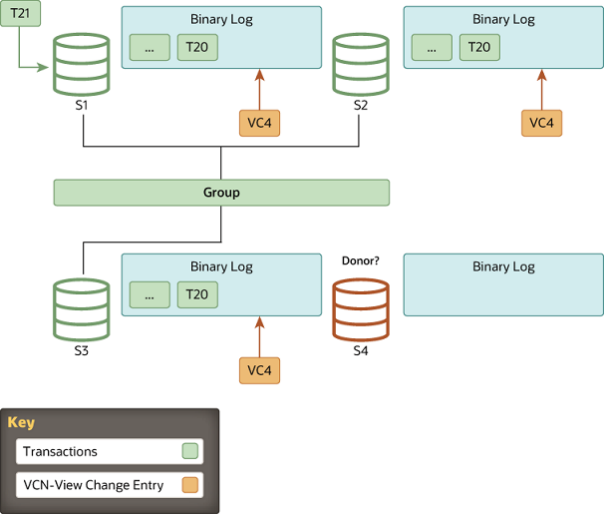 T21
Binary Log
... T20
S1
VC4
Binary Log
... T20
S2
VC4
Group
Binary Log
... T20
S3
VC4
Donor?
Binary Log
S4
Key
Transactions
VCN-View Change Entry